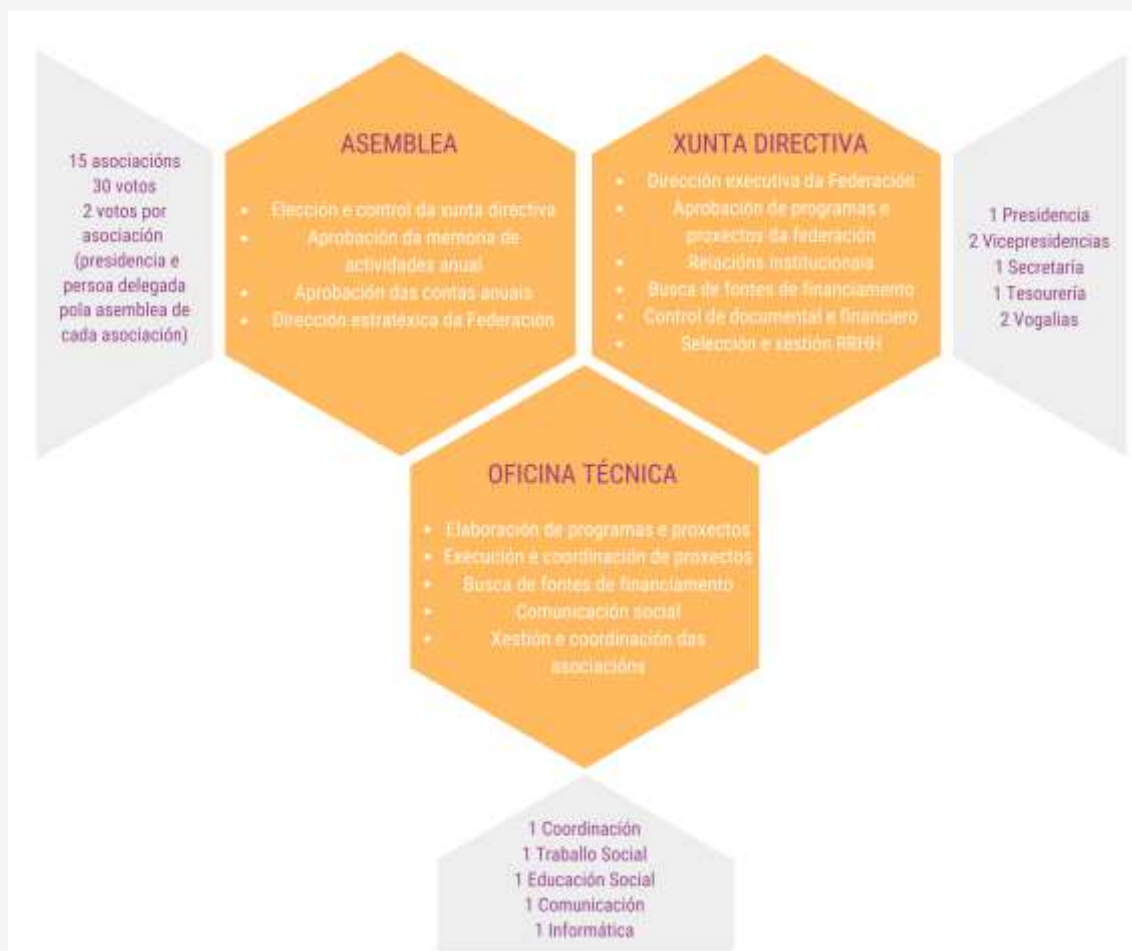 15 asociacións
30 votos
2 votos por
asociación
(presidencia e
persoa delegada
pola asemblea de
cada asociación)
ASEMBLEA
• Elección e control da xunta directiva
• Aprobación da memoria de
actividades anual
• Aprobación das contas anuais
• Dirección estratéxica da Federación
XUNTA DIRECTIVA
• Dirección executiva da Federación
• Aprobación de programas e
proxectos da federación
• Relacións institucionais
• Busca de fontes de financiamento
• Control de documental e financiero
• Selección e xestión RRHH
1 Presidencia
2 Vicepresidencias
1 Secretaría
1 Tesourería
2 Vogalias
OFICINA TÉCNICA
• Elaboración de programas e proxectos
• Execución e coordinación de proxectos
• Busca de fontes de financiamento
• Comunicación social
• Xestión e coordinación das
asociacións
1 Coordinación
1 Traballo Social
1 Educación Social
1 Comunicación
1 Informática